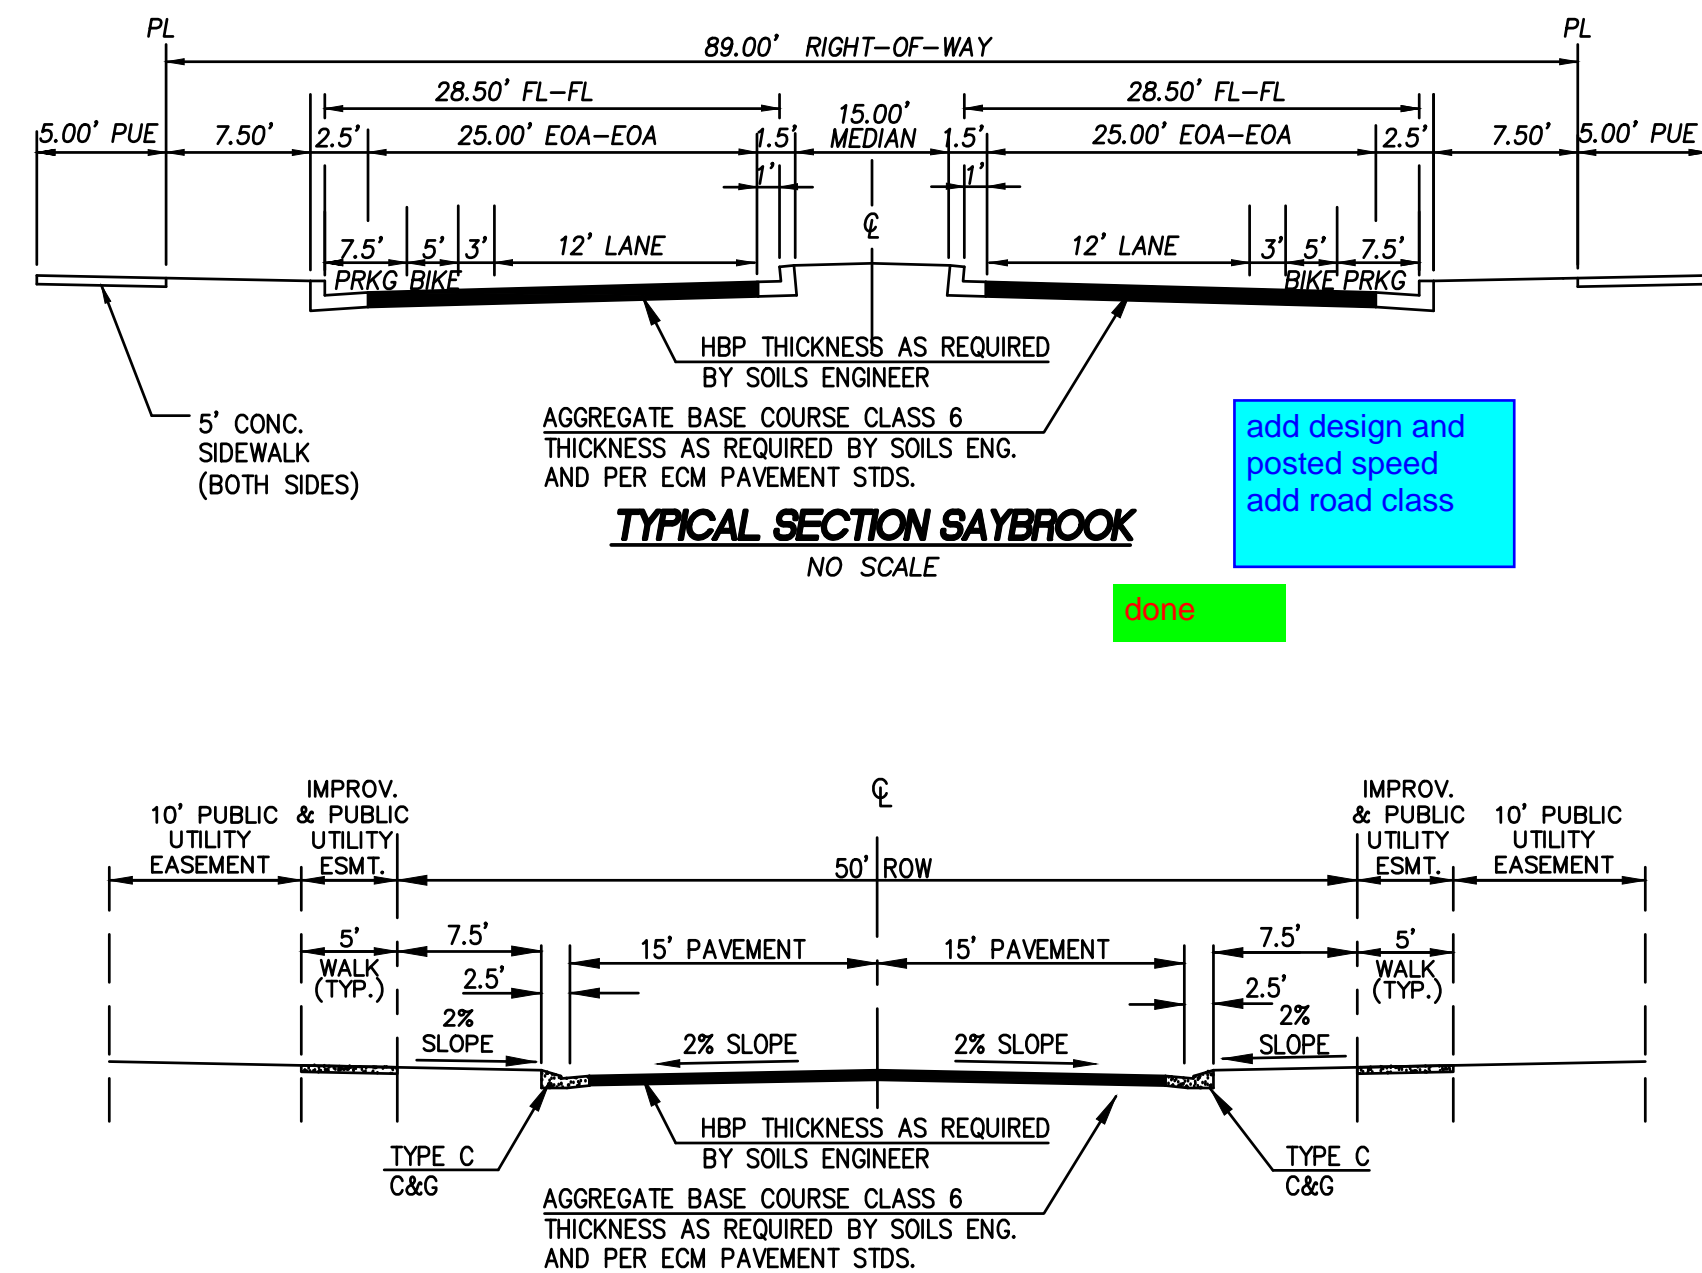 PL
PL
89.00' RIGHT-OF-WAY
28.50' FL-FL
28.50' FL-FL
5.00' PUE
7.50'
2.5'
25.00' EOA-EOA
1.5'
15.00'
MEDIAN
1.5'
25.00' EOA-EOA
2.5'
7.50'
5.00' PUE
1'
1'
℄
7.5'
5'
3'
12' LANE
12' LANE
3'
5'
7.5'
PRKG
BIKE
BIKE
PRKG
HBP THICKNESS AS REQUIRED
BY SOILS ENGINEER
AGGREGATE BASE COURSE CLASS 6
THICKNESS AS REQUIRED BY SOILS ENG.
AND PER ECM PAVEMENT STDS.
5' CONC.
SIDEWALK
(BOTH SIDES)
add design and
posted speed
add road class
TYPICAL SECTION SAYBROOK
NO SCALE
done
℄
10' PUBLIC
UTILITY
EASEMENT
IMPROV.
& PUBLIC
UTILITY
ESMT.
50' ROW
IMPROV.
& PUBLIC
UTILITY
ESMT.
10' PUBLIC
UTILITY
EASEMENT
5'
WALK
(TYP.)
7.5'
15' PAVEMENT
15' PAVEMENT
7.5'
5'
WALK
(TYP.)
2.5'
2.5'
2%
SLOPE
2% SLOPE
2% SLOPE
2%
SLOPE
HBP THICKNESS AS REQUIRED
BY SOILS ENGINEER
TYPE C
C&G
TYPE C
C&G
AGGREGATE BASE COURSE CLASS 6
THICKNESS AS REQUIRED BY SOILS ENG.
AND PER ECM PAVEMENT STDS.